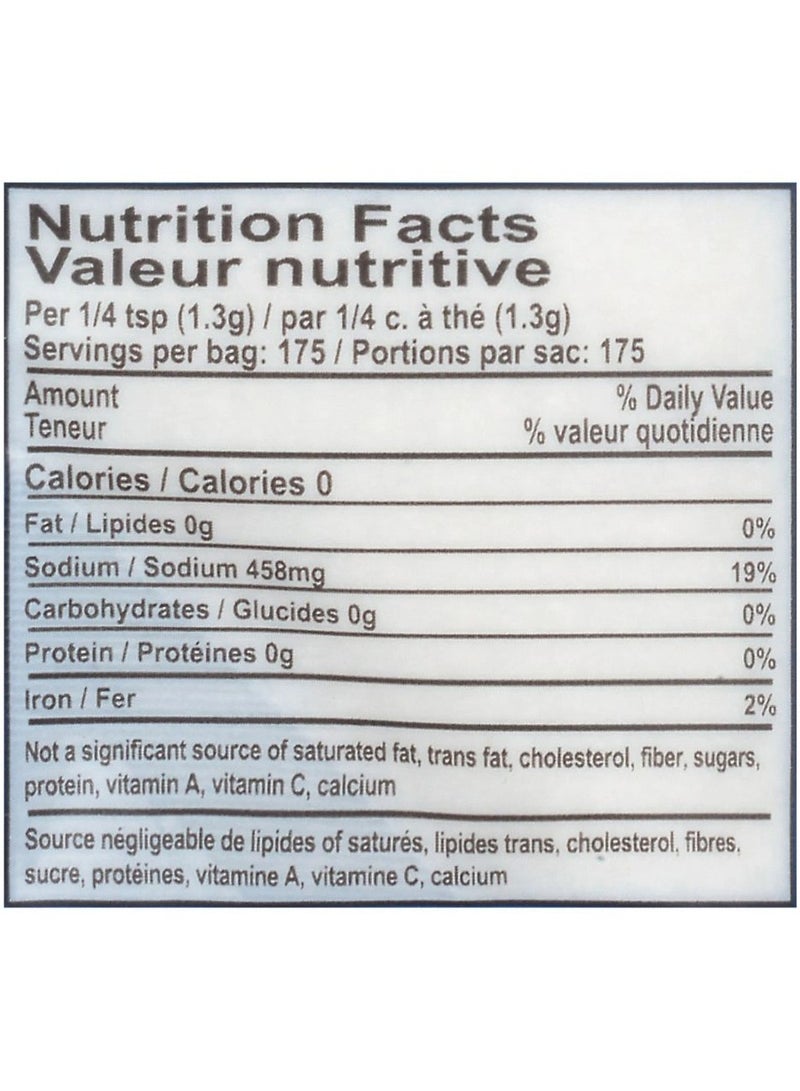 Nutrition Facts
Valeur nutritive
Per 1/4 tsp (1.3g) / par 1/4 c. à thé (1.3g)
Servings per bag: 175 / Portions par sac: 175
Amount % Daily Value
Teneur % valeur quotidienne
Calories / Calories 0
Fat / Lipides 0g 0%
Sodium / Sodium 458mg 19%
Carbohydrates / Glucides 0g 0%
Protein / Protéines 0g 0%
Iron / Fer 2%
Not a significant source of saturated fat, trans fat, cholesterol, fiber, sugars,
protein, vitamin A, vitamin C, calcium
Source négligeable de lipides of saturés, lipides trans, cholesterol, fibres,
sucre, protéines, vitamine A, vitamine C, calcium